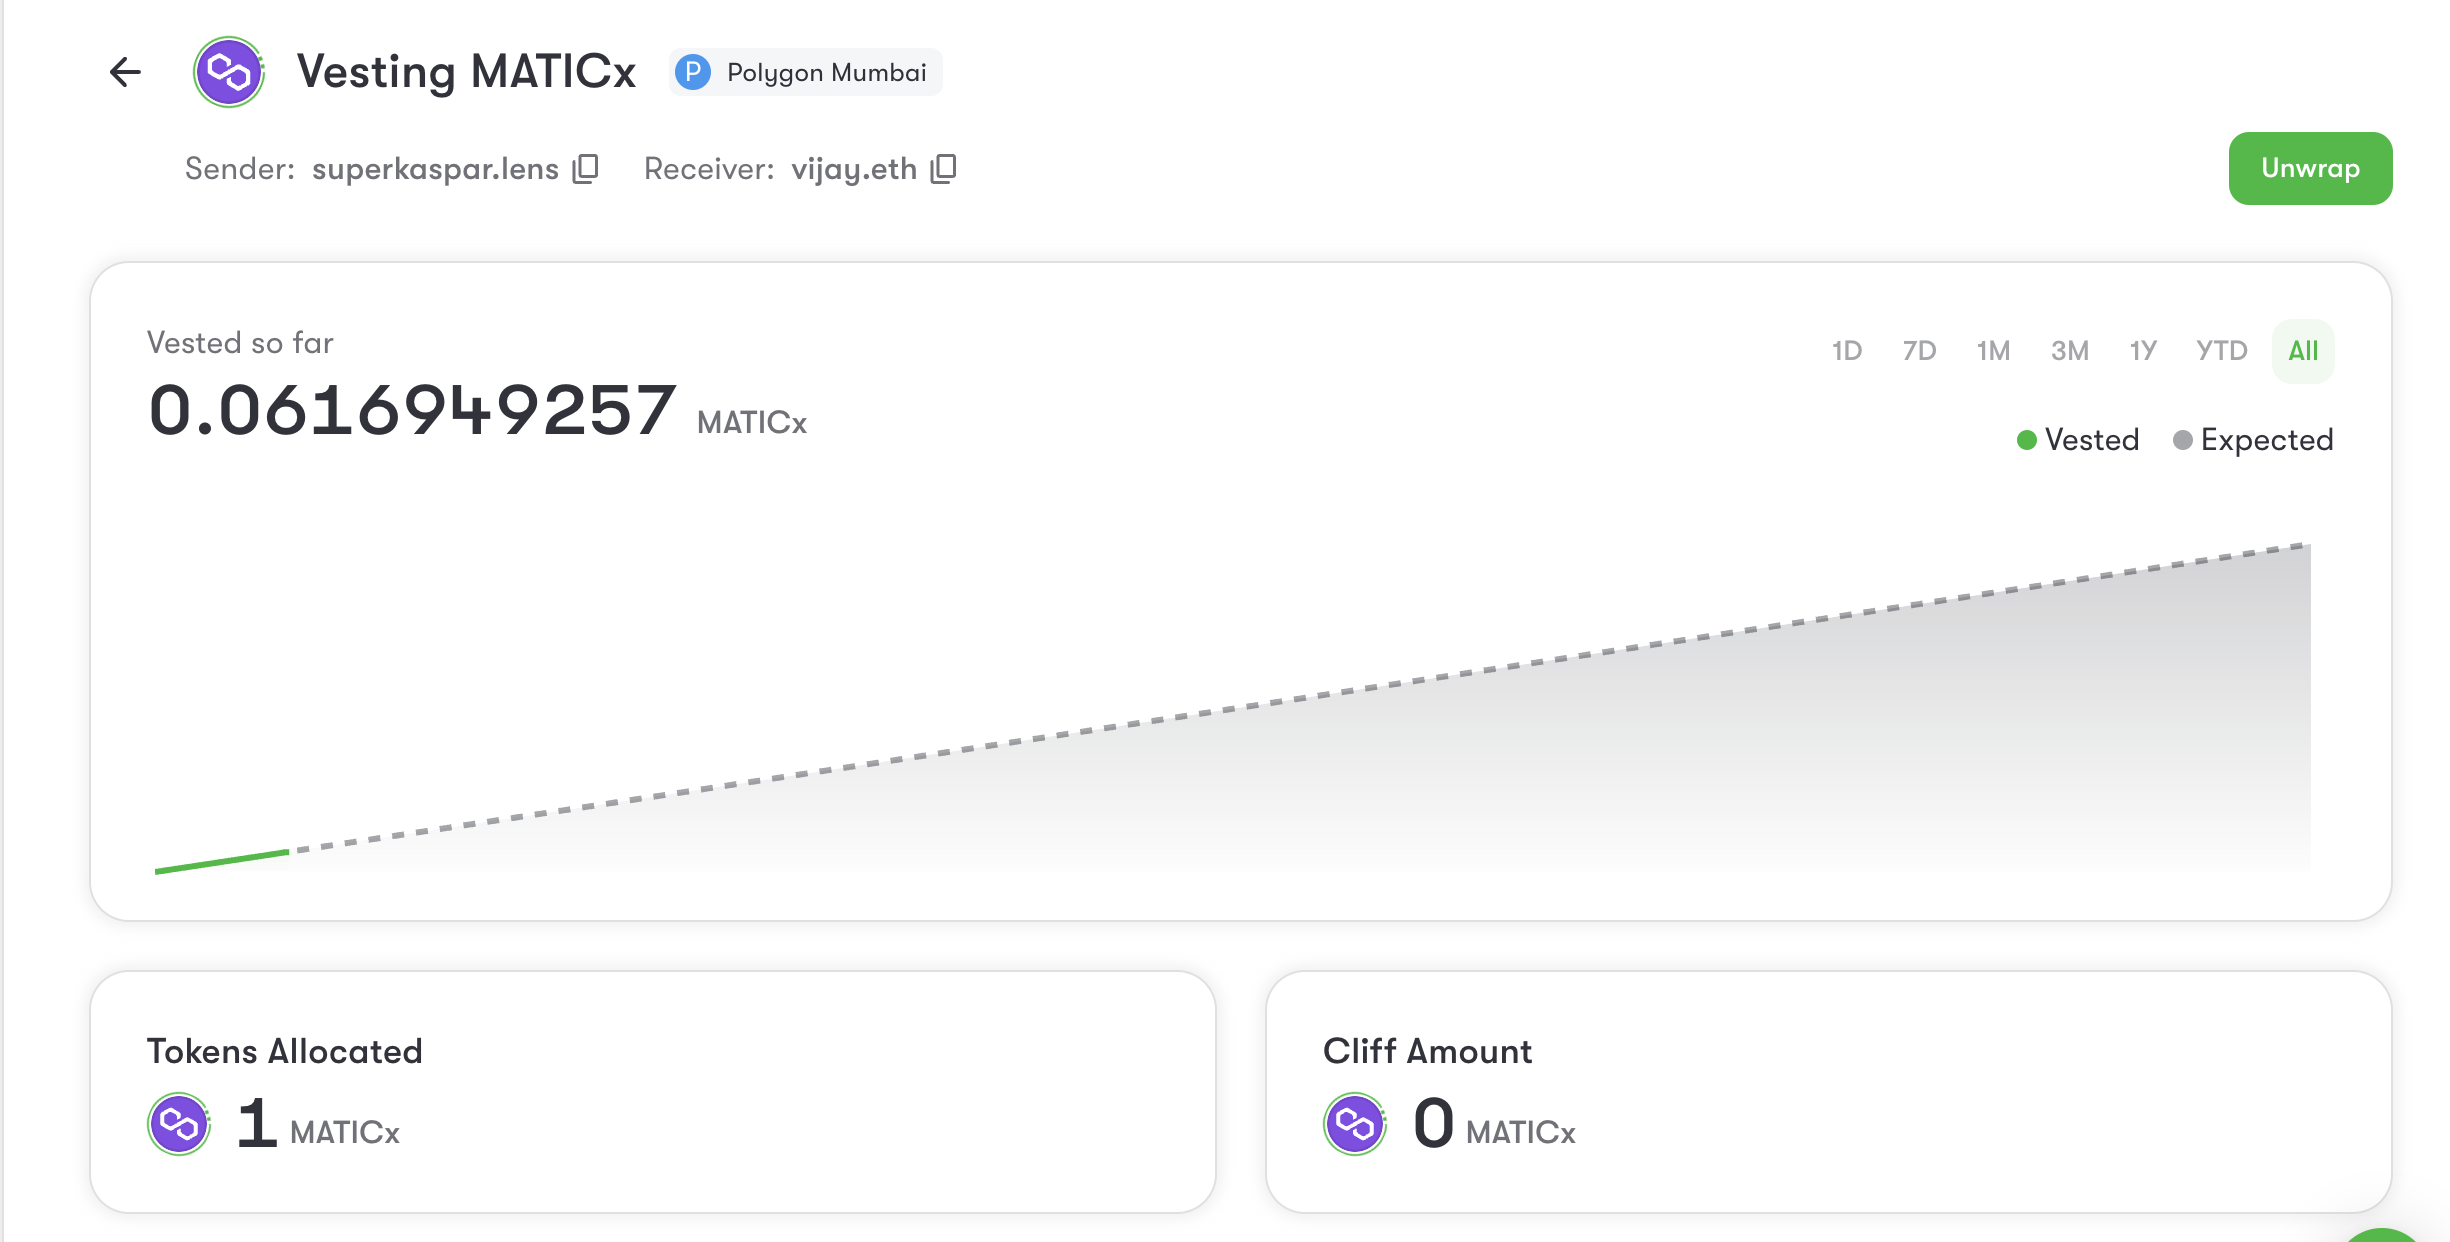 Vesting MATICx P Polygon Mumbai
Sender: superkaspar.lens Receiver: vijay.eth
Unwrap
Vested so far
0.0616949257 MATICx
1D 7D 1M 3M 1Y YTD All
Vested Expected
Tokens Allocated
1 MATICx
Cliff Amount
0 MATICx